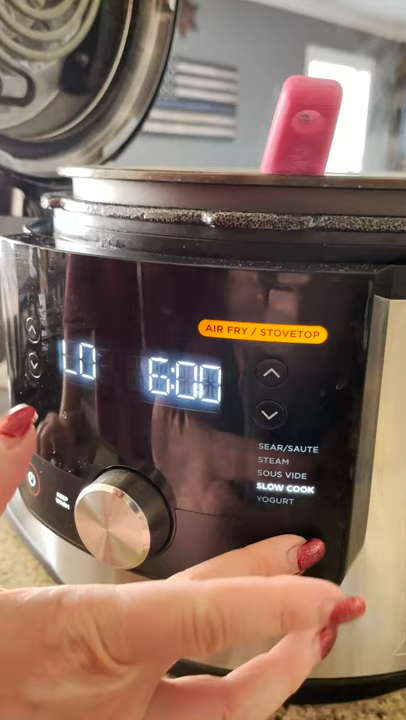 AIR FRY / STOVETOP
LO 6:00
SEAR/SAUTE
STEAM
SOUS VIDE
SLOW COOK
YOGURT